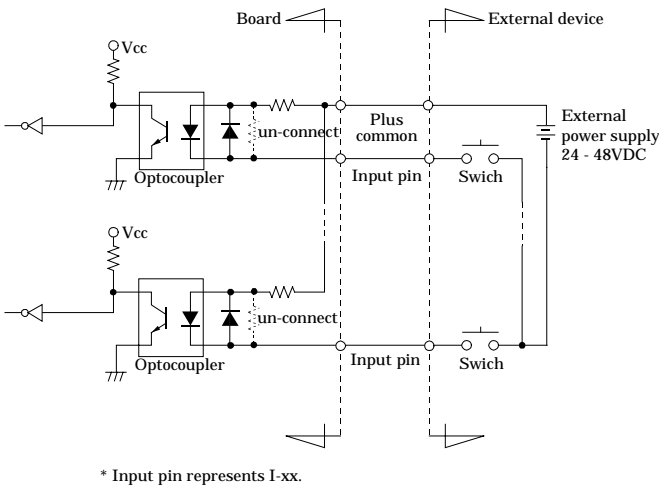 Board
External device
Vcc
un-connect
Plus
common
External
power supply
24 - 48VDC
Optocoupler
Input pin
Swich
Vcc
un-connect
Optocoupler
Input pin
Swich
* Input pin represents I-xx.